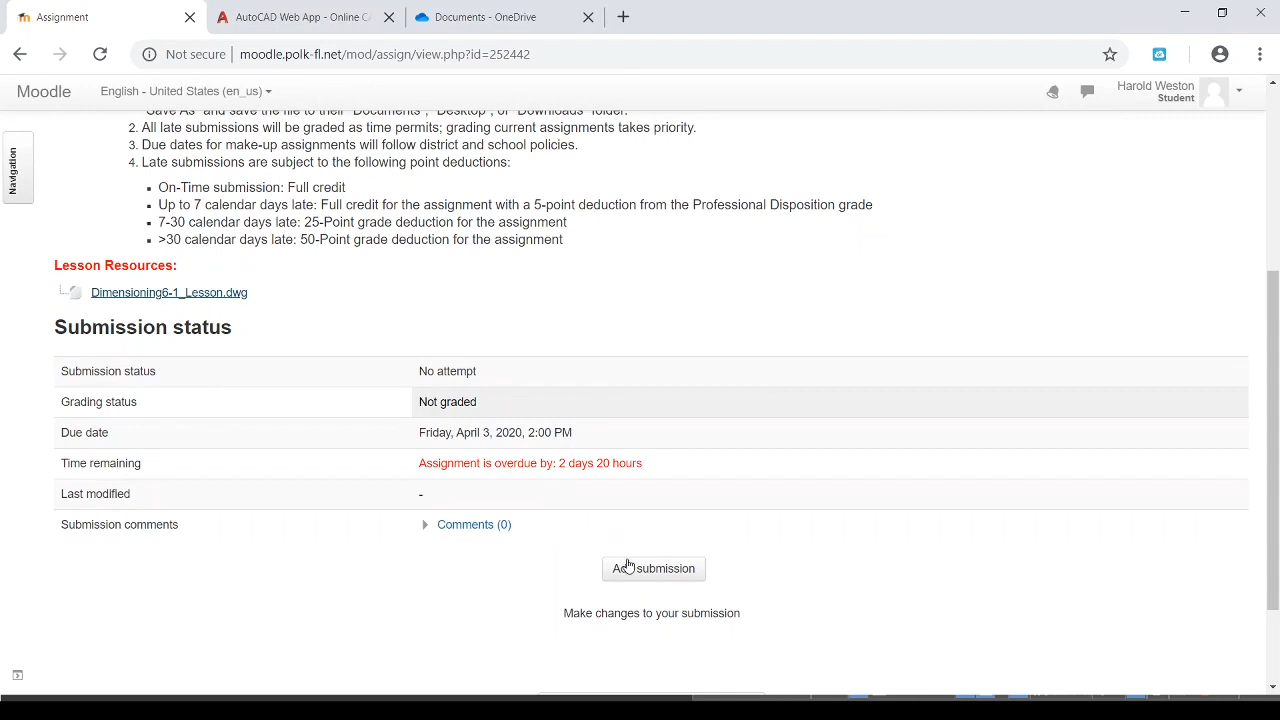 Assignment
AutoCAD Web App - Online C
Documents - OneDrive
Not secure
moodle.polk-fl.net/mod/assign/view.php?id=252442
Moodle
English - United States (en_us)
Harold Weston
Student
Navigation
"Save As" and save the file to their "Documents", "Desktop", or "Downloads" folder.
2. All late submissions will be graded as time permits; grading current assignments takes priority.
3. Due dates for make-up assignments will follow district and school policies.
4. Late submissions are subject to the following point deductions:
On-Time submission: Full credit
Up to 7 calendar days late: Full credit for the assignment with a 5-point deduction from the Professional Disposition grade
7-30 calendar days late: 25-Point grade deduction for the assignment
>30 calendar days late: 50-Point grade deduction for the assignment
Lesson Resources:
Dimensioning6-1_Lesson.dwg
Submission status
Submission status No attempt
Grading status Not graded
Due date Friday, April 3, 2020, 2:00 PM
Time remaining Assignment is overdue by: 2 days 20 hours
Last modified -
Submission comments Comments (0)
Add submission
Make changes to your submission